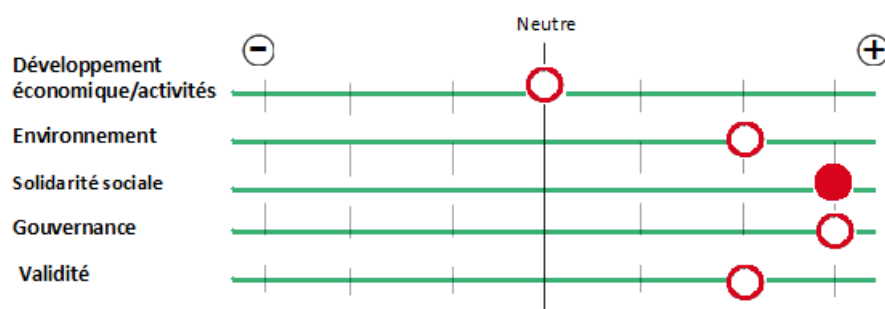 Neutre
− +
Développement
économique/activités
Environnement
Solidarité sociale
Gouvernance
Validité